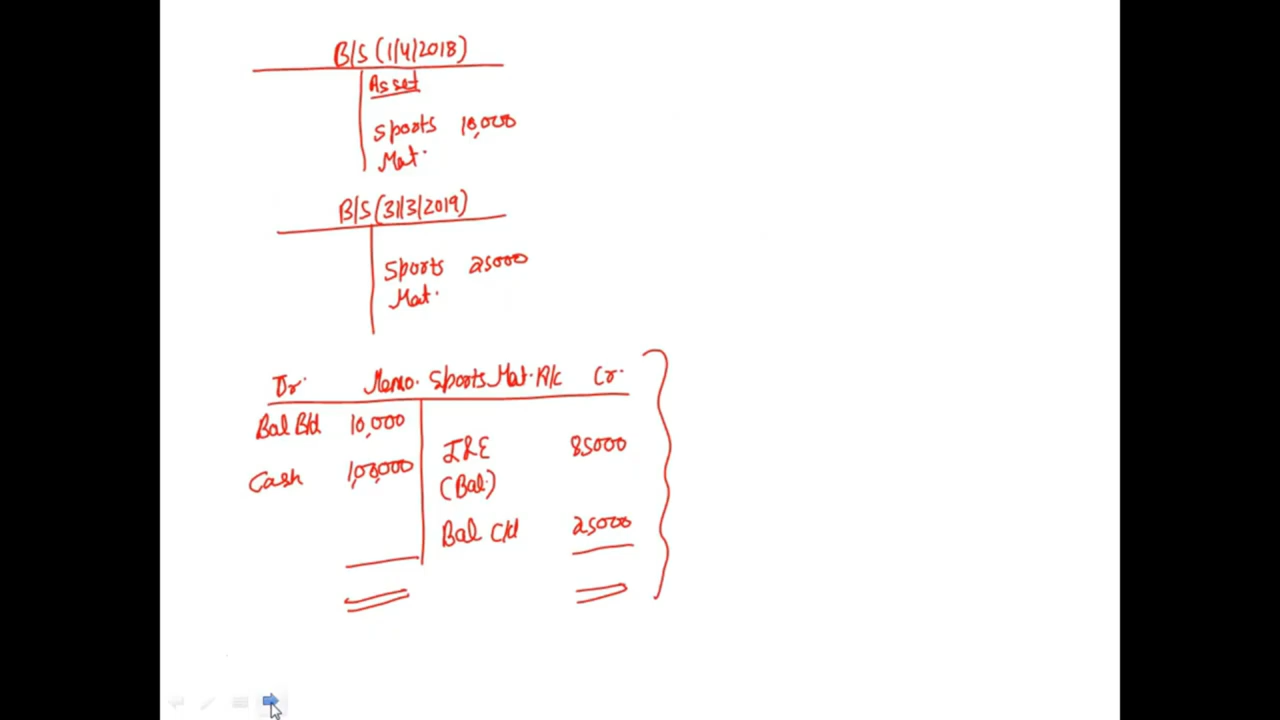 B/S (1/4/2018)
Asset
Sports 10,000
Mat.
B/S (31/3/2019)
Sports 25000
Mat.
Dr. Memo. Sports Mat. A/c Cr.
Bal B/d 10,000
I&E 85000
Cash 1,00,000
(Bal.)
Bal C/d 25000